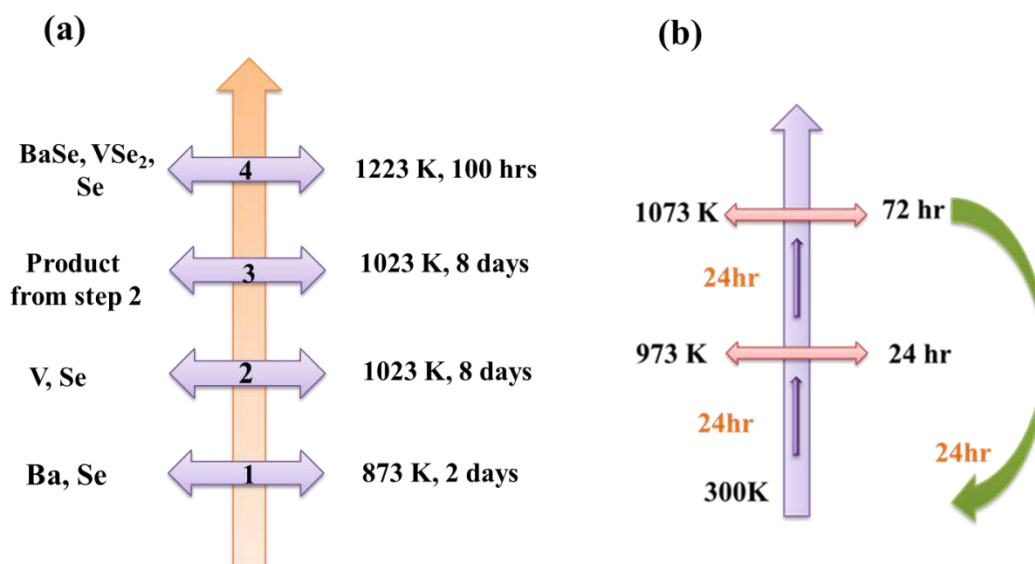 (a)
BaSe, VSe2,
Se
4
1223 K, 100 hrs
Product
from step 2
3
1023 K, 8 days
V, Se
2
1023 K, 8 days
Ba, Se
1
873 K, 2 days
(b)
1073 K
72 hr
24hr
973 K
24 hr
24hr
24hr
300K